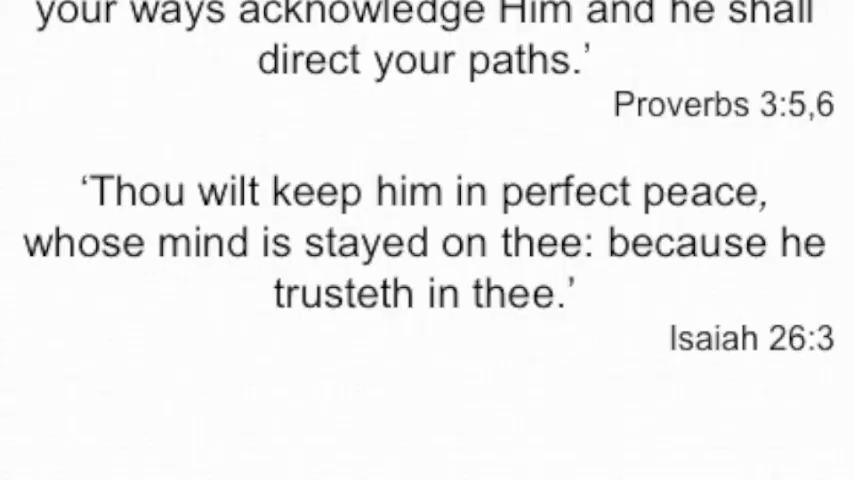 your ways acknowledge Him and he shall
direct your paths.’
Proverbs 3:5,6
‘Thou wilt keep him in perfect peace,
whose mind is stayed on thee: because he
trusteth in thee.’
Isaiah 26:3